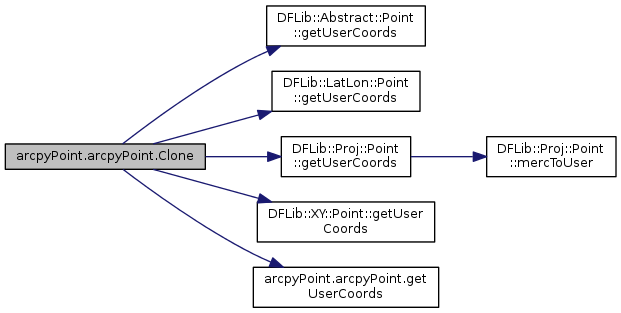 DFLib::Abstract::Point
::getUserCoords
DFLib::LatLon::Point
::getUserCoords
arcpyPoint.arcpyPoint.Clone
DFLib::Proj::Point
::getUserCoords
DFLib::Proj::Point
::mercToUser
DFLib::XY::Point::getUser
Coords
arcpyPoint.arcpyPoint.get
UserCoords